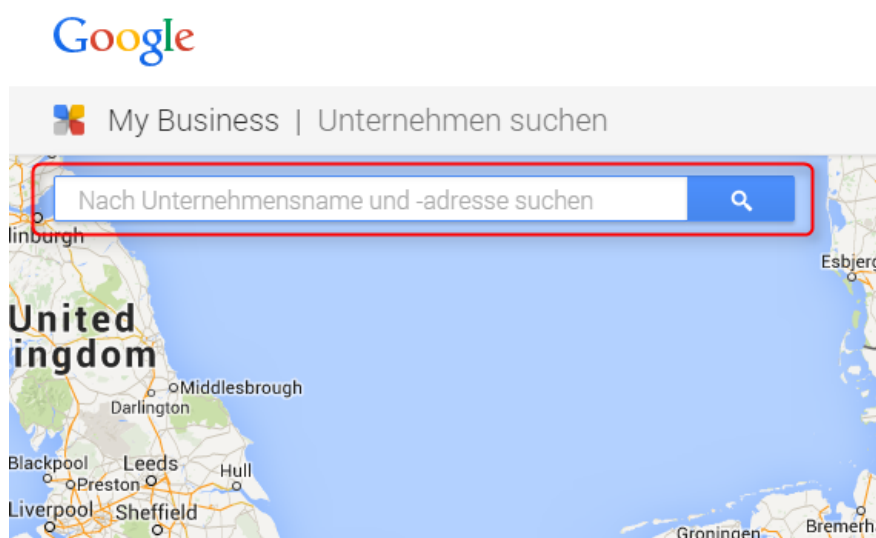 Google
My Business | Unternehmen suchen
Nach Unternehmensname und -adresse suchen
linburgh
Esbjerg
United
ingdom
Middlesbrough
Darlington
Blackpool
Leeds
Hull
Preston
Liverpool
Sheffield
Groningen
Bremerh